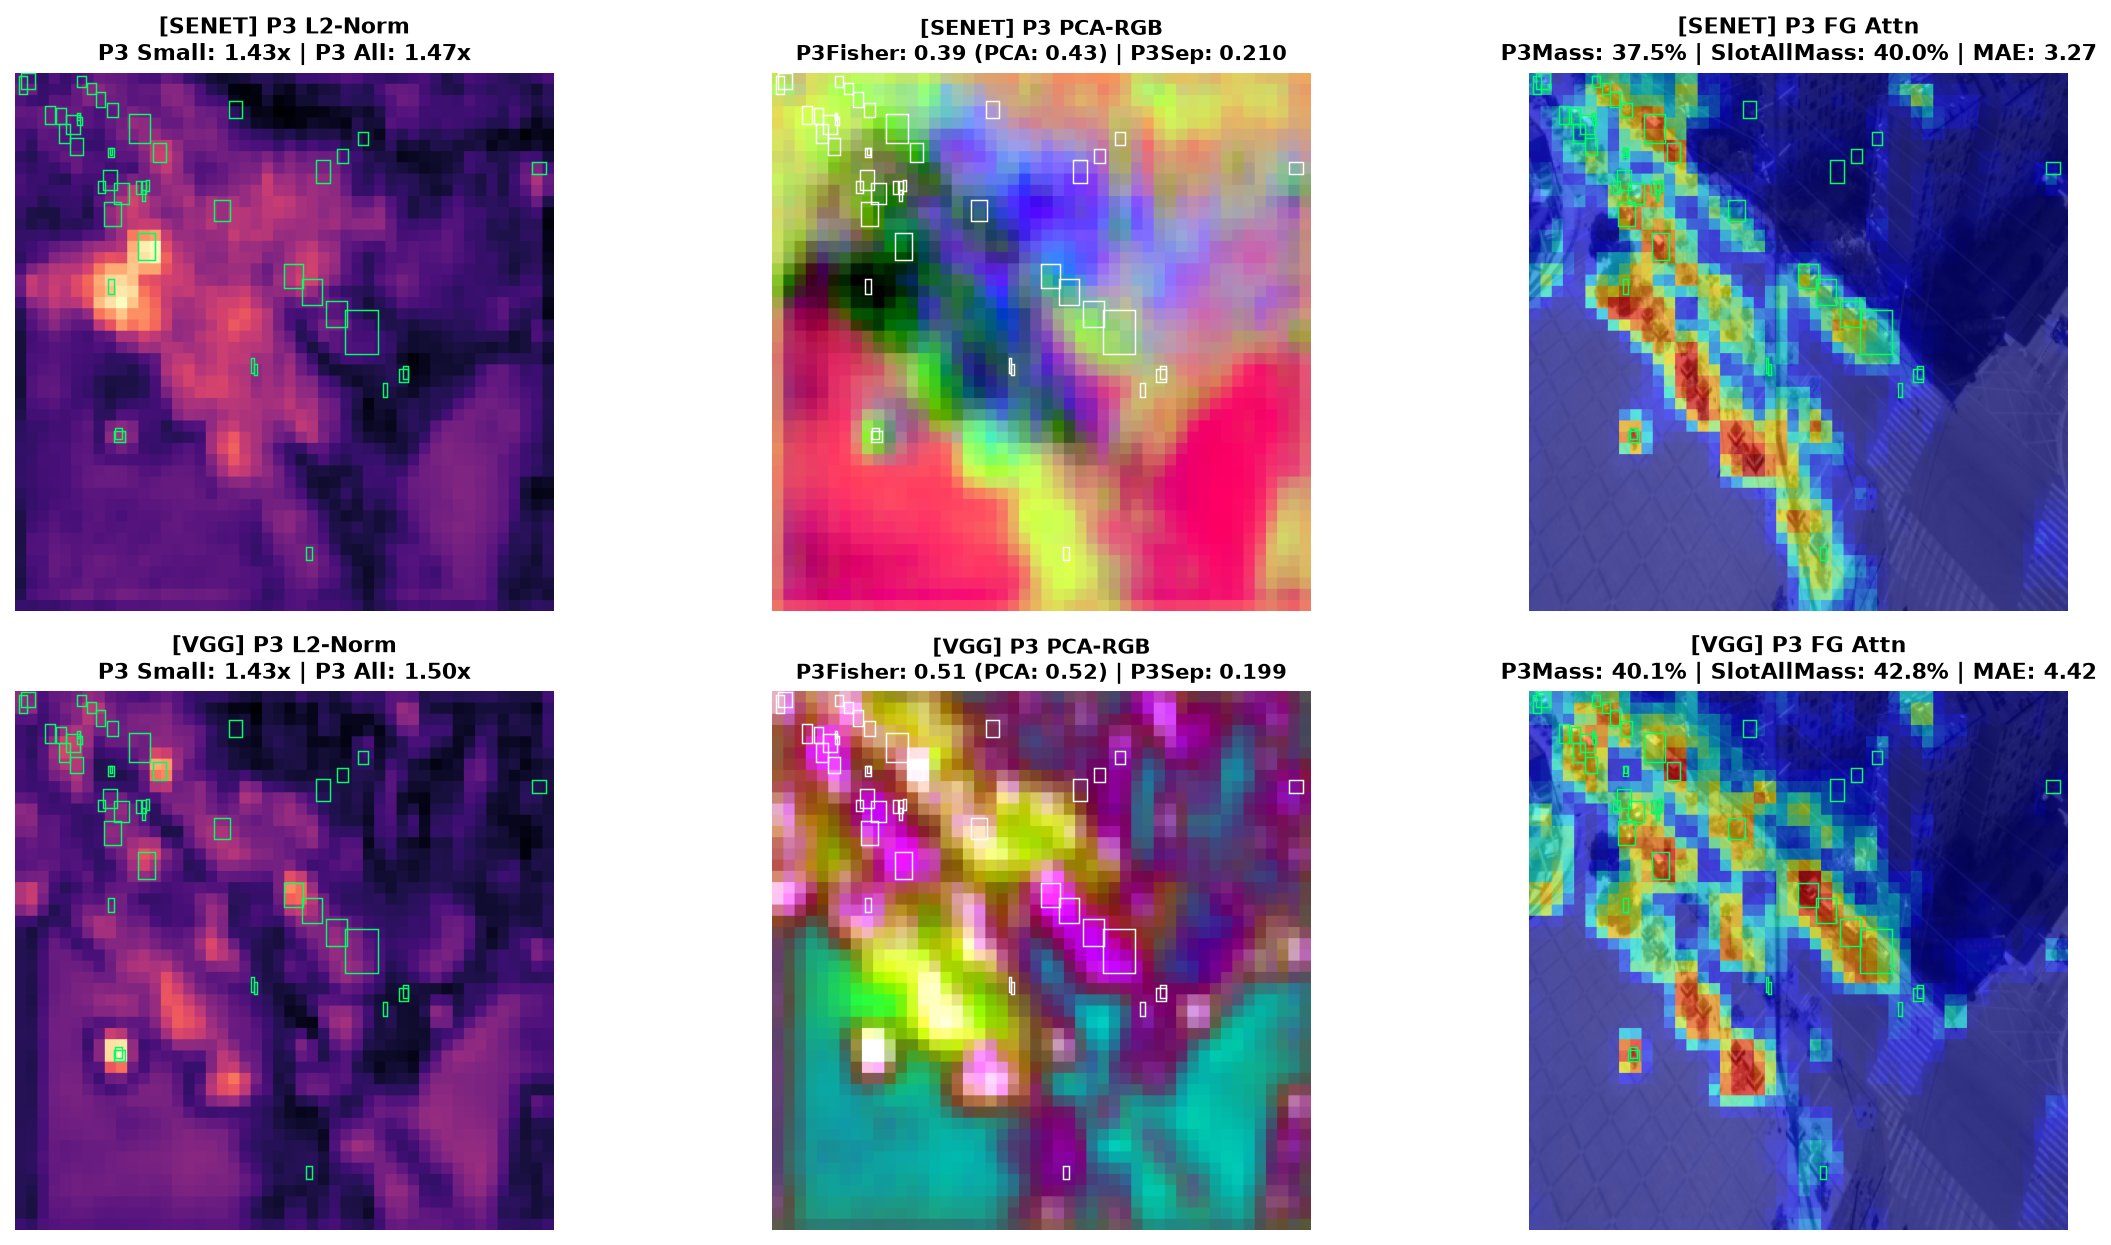 [SENET] P3 L2-Norm
P3 Small: 1.43x | P3 All: 1.47x
[SENET] P3 PCA-RGB
P3Fisher: 0.39 (PCA: 0.43) | P3Sep: 0.210
[SENET] P3 FG Attn
P3Mass: 37.5% | SlotAllMass: 40.0% | MAE: 3.27
[VGG] P3 L2-Norm
P3 Small: 1.43x | P3 All: 1.50x
[VGG] P3 PCA-RGB
P3Fisher: 0.51 (PCA: 0.52) | P3Sep: 0.199
[VGG] P3 FG Attn
P3Mass: 40.1% | SlotAllMass: 42.8% | MAE: 4.42